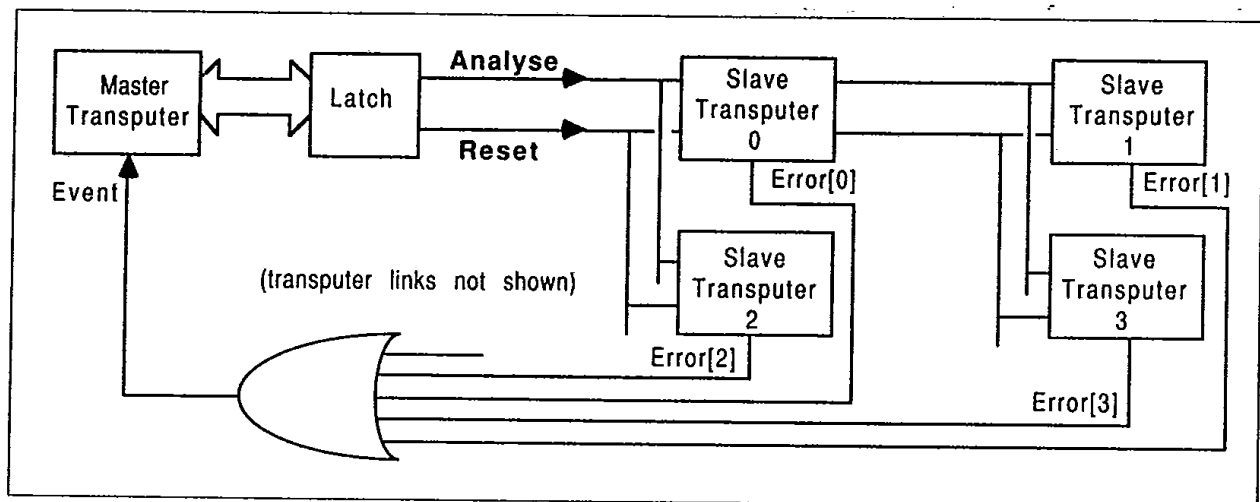 Master
Transputer
Latch
Analyse
Reset
Slave
Transputer
0
Slave
Transputer
1
Event
Error[0]
Error[1]
(transputer links not shown)
Slave
Transputer
2
Slave
Transputer
3
Error[2]
Error[3]